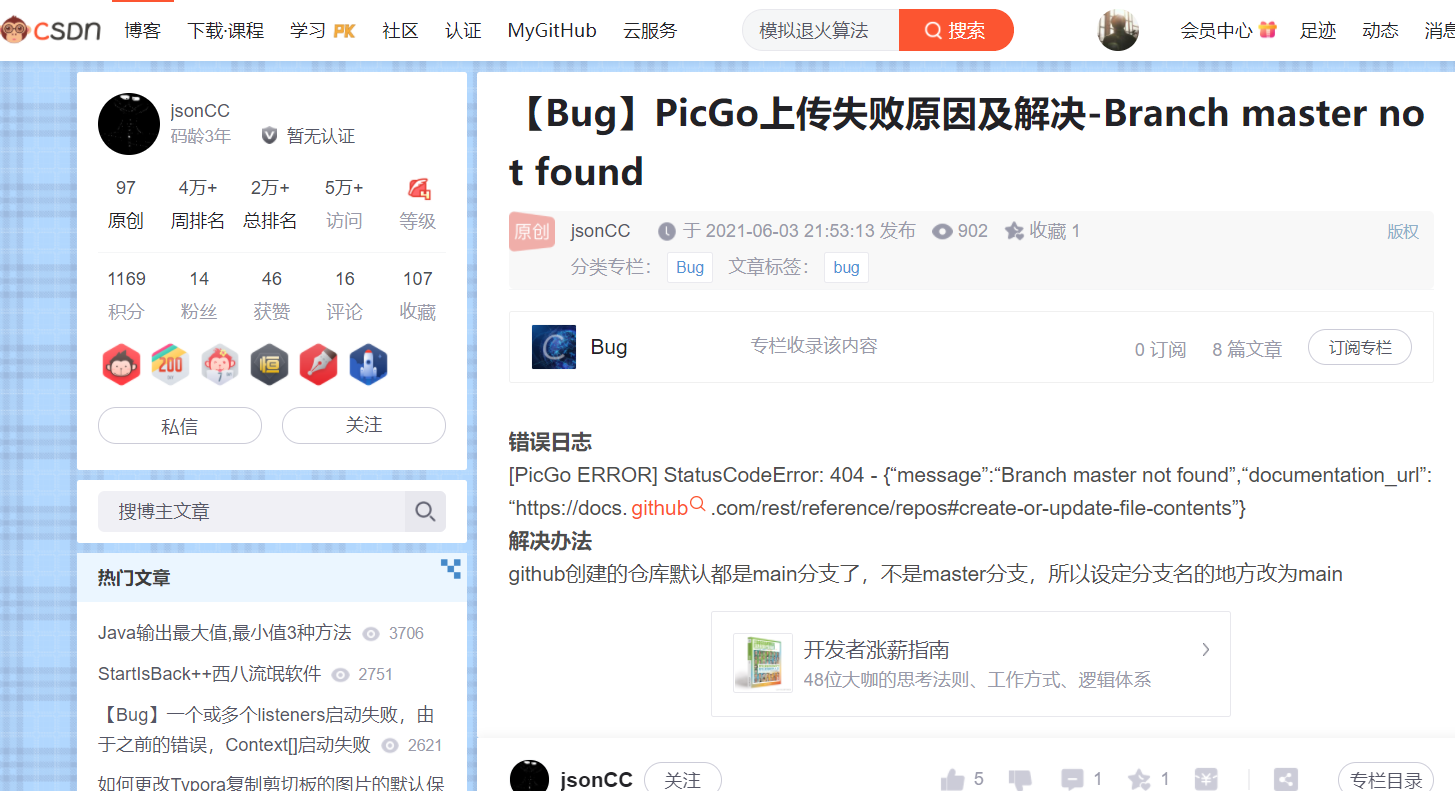 CSDN 博客 下载·课程 学习 PK 社区 认证 MyGitHub 云服务 模拟退火算法 搜索 会员中心 足迹 动态 消息
jsonCC
码龄3年 暂无认证
97 4万+ 2万+ 5万+ 4
原创 周排名 总排名 访问 等级
1169 14 46 16 107
积分 粉丝 获赞 评论 收藏
200 恒
私信 关注
搜博主文章
热门文章
Java输出最大值,最小值3种方法 3706
StartIsBack++西八流氓软件 2751
【Bug】一个或多个listeners启动失败，由
于之前的错误，Context[]启动失败 2621
如何更改Typora复制剪切板的图片的默认保
【Bug】PicGo上传失败原因及解决-Branch master no
t found
原创 jsonCC 于 2021-06-03 21:53:13 发布 902 收藏 1 版权
分类专栏： Bug 文章标签： bug
C Bug 专栏收录该内容 0 订阅 8 篇文章 订阅专栏
错误日志
[PicGo ERROR] StatusCodeError: 404 - {“message”:“Branch master not found”,“documentation_url”:
“https://docs. github .com/rest/reference/repos#create-or-update-file-contents”}
解决办法
github创建的仓库默认都是main分支了，不是master分支，所以设定分支名的地方改为main
开发者涨薪指南
48位大咖的思考法则、工作方式、逻辑体系
jsonCC 关注 5 1 1 ¥ 专栏目录